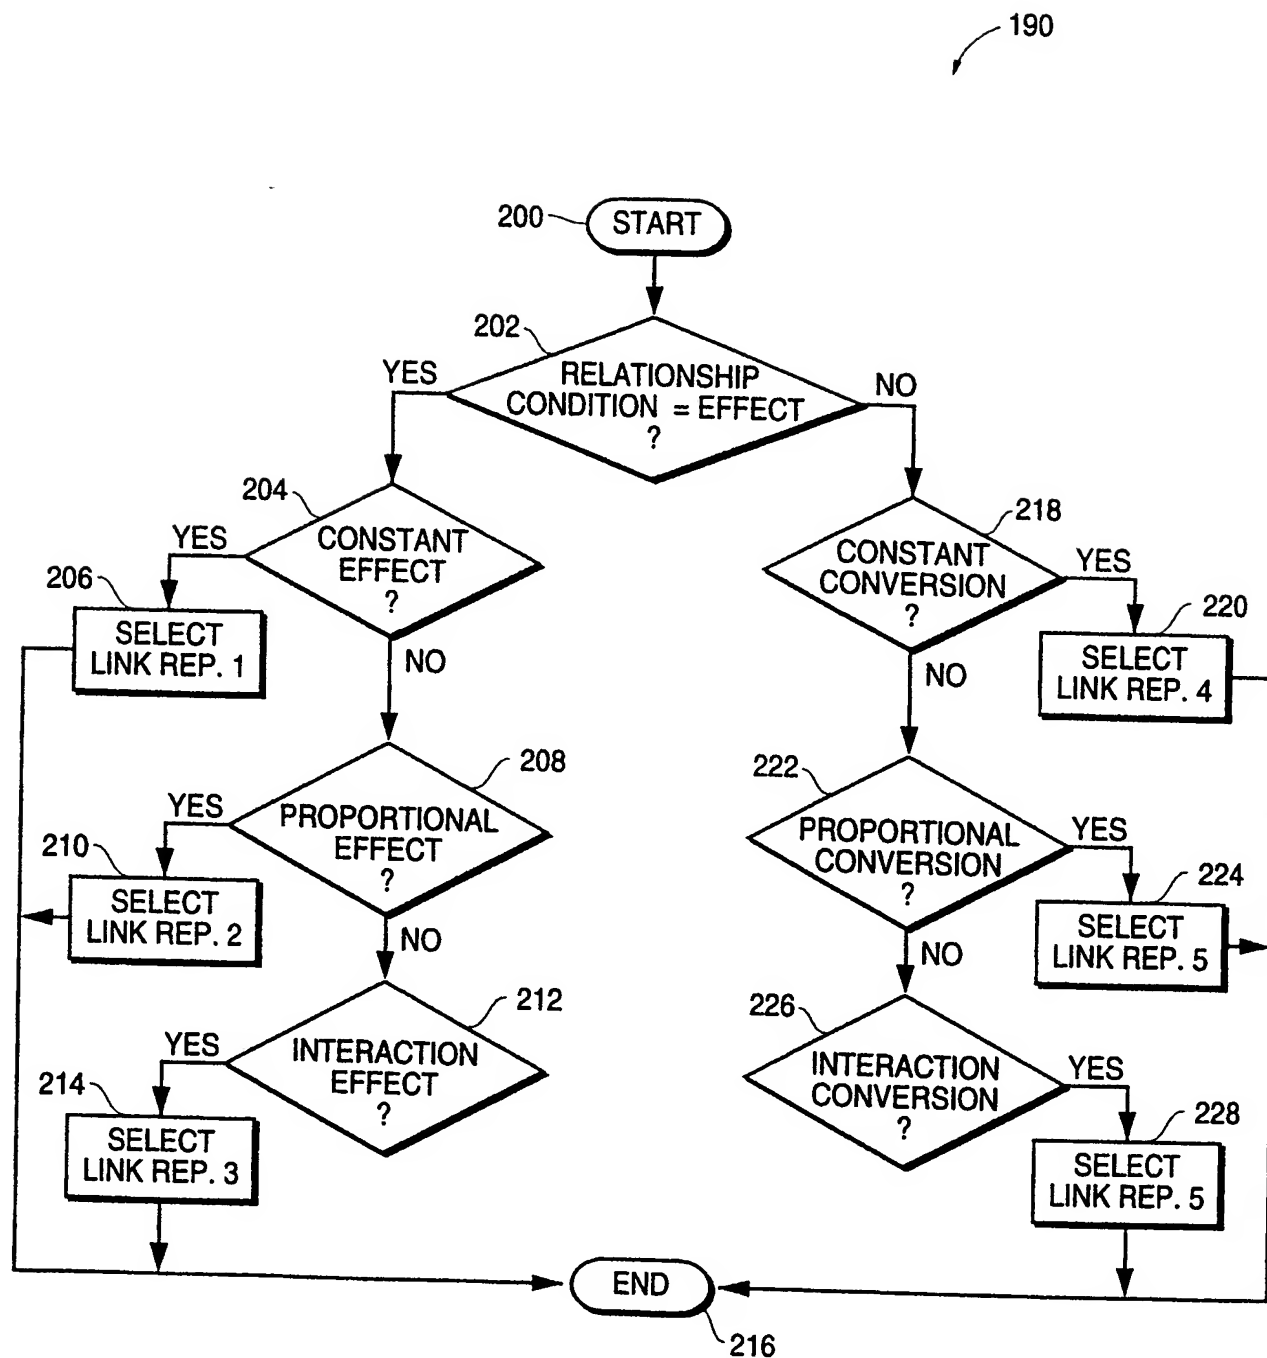 190
200
START
202
RELATIONSHIP
CONDITION = EFFECT
?
YES
NO
204
CONSTANT
EFFECT
?
YES
NO
206
SELECT
LINK REP. 1
208
PROPORTIONAL
EFFECT
?
YES
NO
210
SELECT
LINK REP. 2
212
INTERACTION
EFFECT
?
YES
214
SELECT
LINK REP. 3
218
CONSTANT
CONVERSION
?
YES
NO
220
SELECT
LINK REP. 4
222
PROPORTIONAL
CONVERSION
?
YES
NO
224
SELECT
LINK REP. 5
226
INTERACTION
CONVERSION
?
YES
228
SELECT
LINK REP. 5
END
216